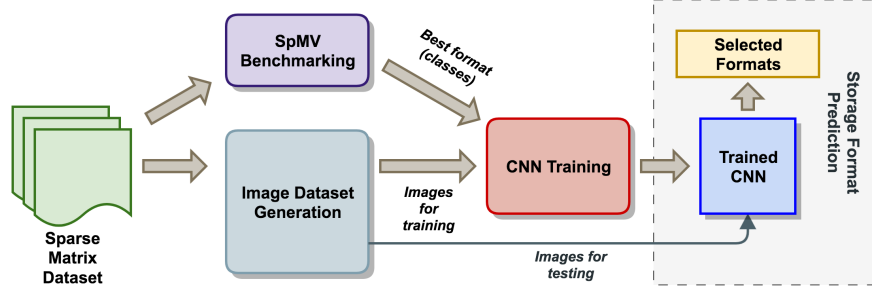 SpMV
Benchmarking
Best format
(classes)
Selected
Formats
Storage Format
Prediction
Sparse
Matrix
Dataset
Image Dataset
Generation
Images
for
training
CNN Training
Trained
CNN
Images for
testing